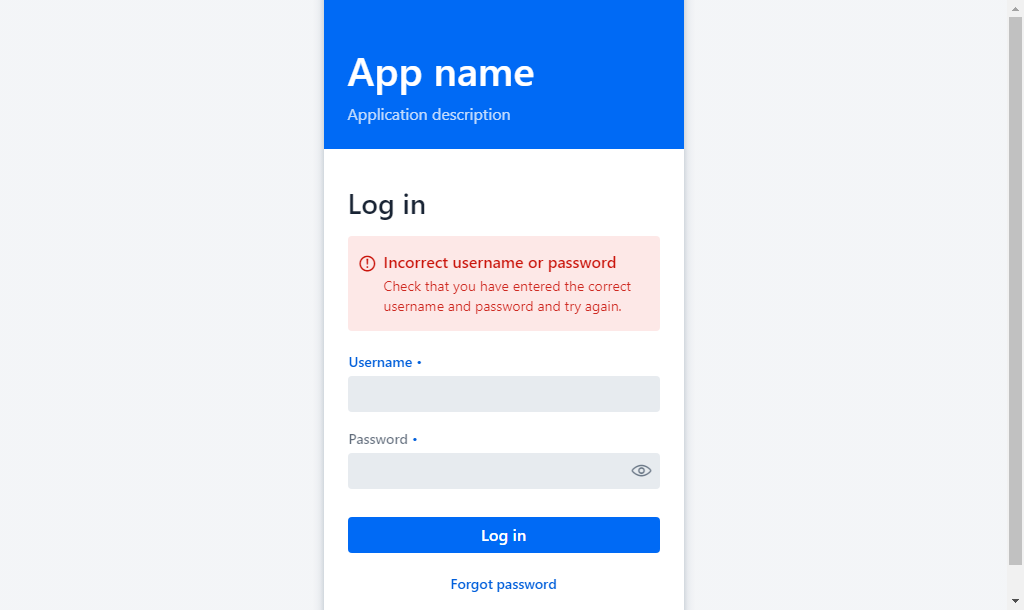 App name
Application description
Log in
Incorrect username or password
Check that you have entered the correct
username and password and try again.
Username •
Password •
Log in
Forgot password